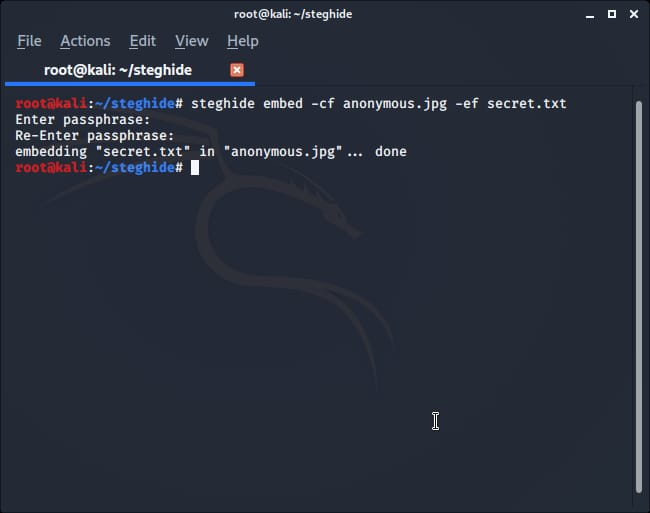 root@kali: ~/steghide
File Actions Edit View Help
root@kali: ~/steghide
root@kali:~/steghide# steghide embed -cf anonymous.jpg -ef secret.txt
Enter passphrase:
Re-Enter passphrase:
embedding "secret.txt" in "anonymous.jpg"... done
root@kali:~/steghide#